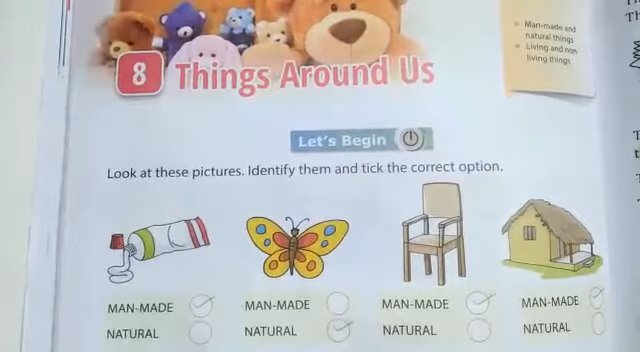 Man-made and
natural things
Living and non
living things
8 Things Around Us
Let's Begin
Look at these pictures. Identify them and tick the correct option.
MAN-MADE MAN-MADE MAN-MADE MAN-MADE
NATURAL NATURAL NATURAL NATURAL